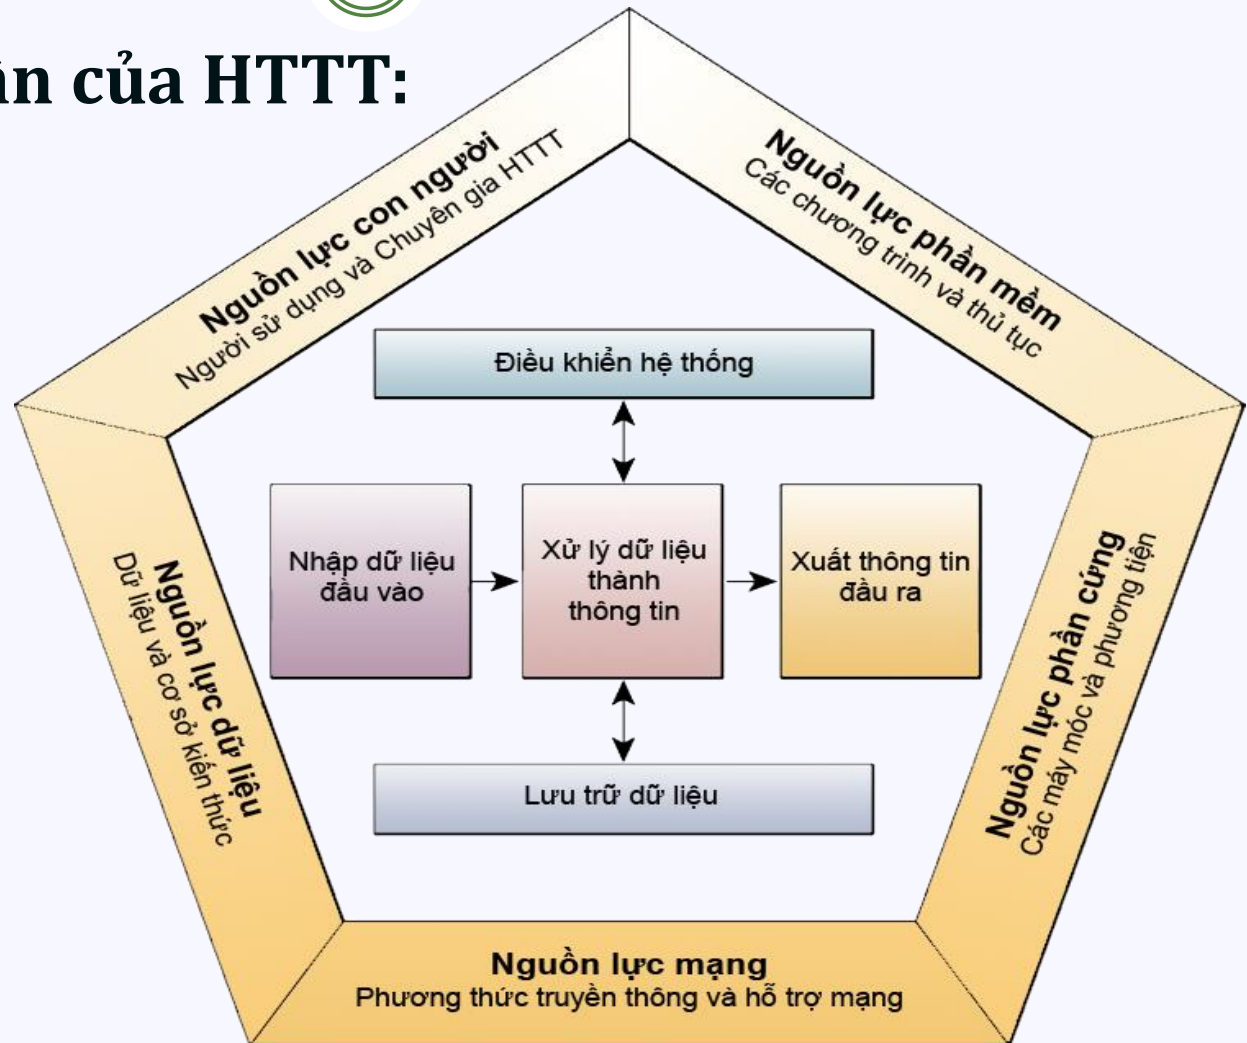 của HTTT:
Nguồn lực con người
Người sử dụng và Chuyên gia HTTT
Nguồn lực phần mềm
Các chương trình và thủ tục
Điều khiển hệ thống
Nhập dữ liệu
đầu vào
Xử lý dữ liệu
thành
thông tin
Xuất thông tin
đầu ra
Lưu trữ dữ liệu
Nguồn lực dữ liệu
Dữ liệu và cơ sở kiến thức
Nguồn lực phần cứng
Các máy móc và phương tiện
Nguồn lực mạng
Phương thức truyền thông và hỗ trợ mạng